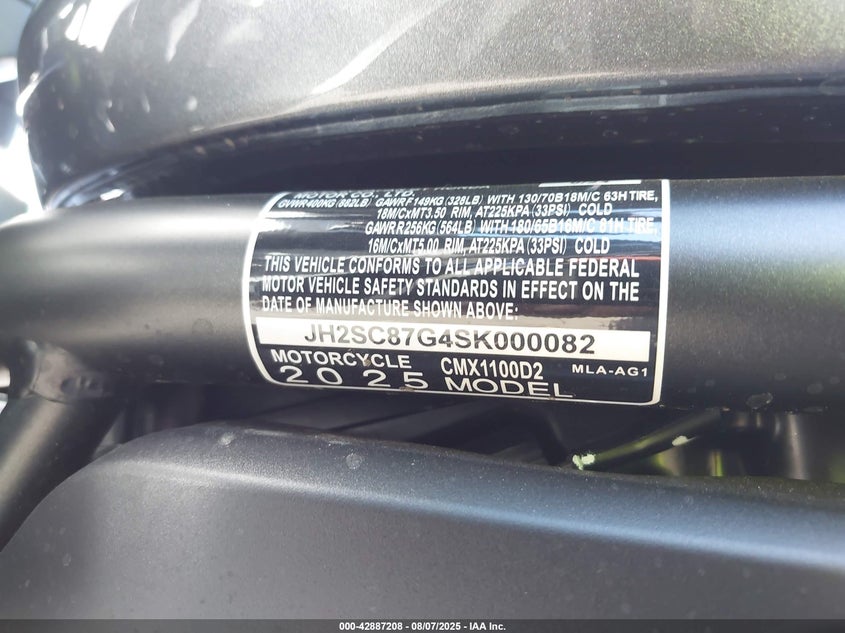 MOTOR CO., LTD.
GVWR400KG (882LB) GAWR F149KG (328LB) WITH 130/70B18M/C 63H TIRE,
18M/CxMT3.50 RIM, AT225KPA (33PSI) COLD
GAWR R256KG (564LB) WITH 180/65B16M/C 81H TIRE,
16M/CxMT5.00 RIM, AT225KPA (33PSI) COLD
THIS VEHICLE CONFORMS TO ALL APPLICABLE FEDERAL
MOTOR VEHICLE SAFETY STANDARDS IN EFFECT ON THE
DATE OF MANUFACTURE SHOWN ABOVE:
JH2SC87G4SK000082
MOTORCYCLE CMX1100D2 MLA-AG1
2025 MODEL
000-42887208 - 08/07/2025 - IAA Inc.